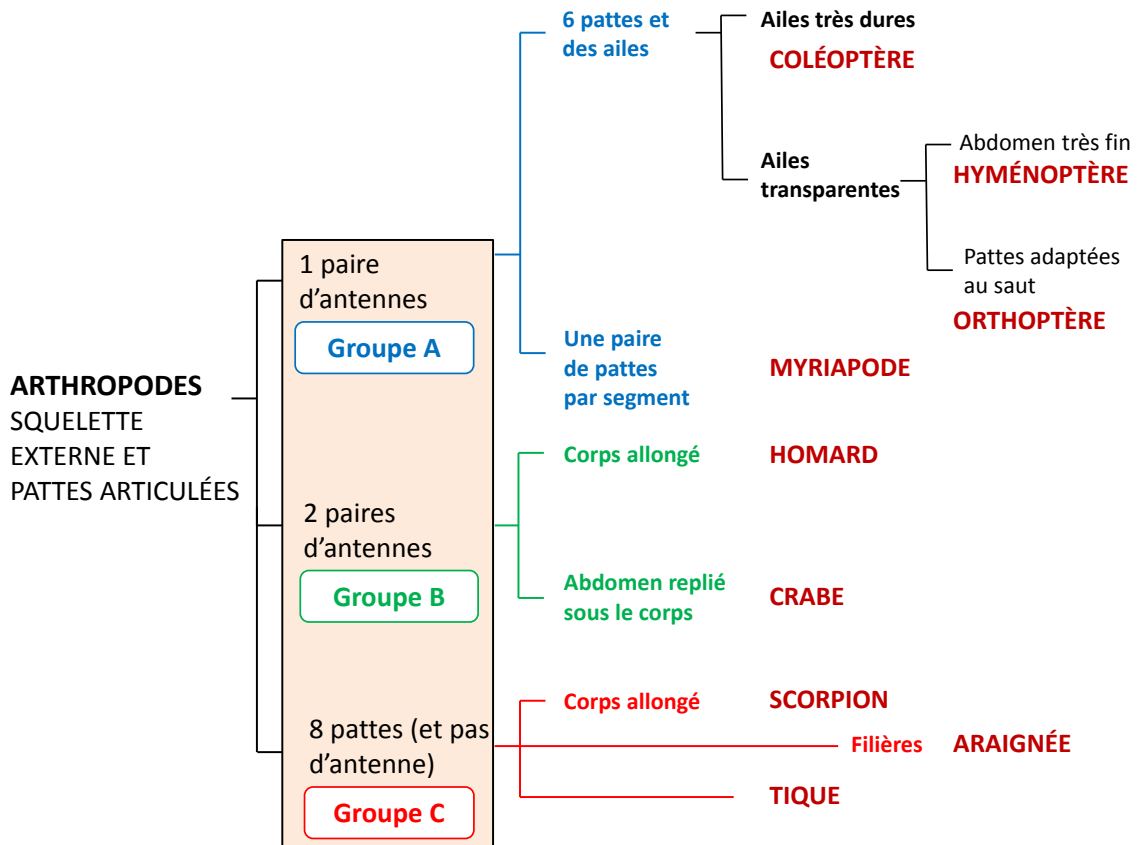 ARTHROPODES
SQUELETTE
EXTERNE ET
PATTES ARTICULÉES
1 paire
d’antennes
Groupe A
6 pattes et
des ailes
Ailes très dures
COLÉOPTÈRE
Ailes
transparentes
Abdomen très fin
HYMÉNOPTÈRE
Pattes adaptées
au saut
ORTHOPTÈRE
Une paire
de pattes
par segment
MYRIAPODE
2 paires
d’antennes
Groupe B
Corps allongé
HOMARD
Abdomen replié
sous le corps
CRABE
8 pattes (et pas
d’antenne)
Groupe C
Corps allongé
SCORPION
Filières
ARAIGNÉE
TIQUE